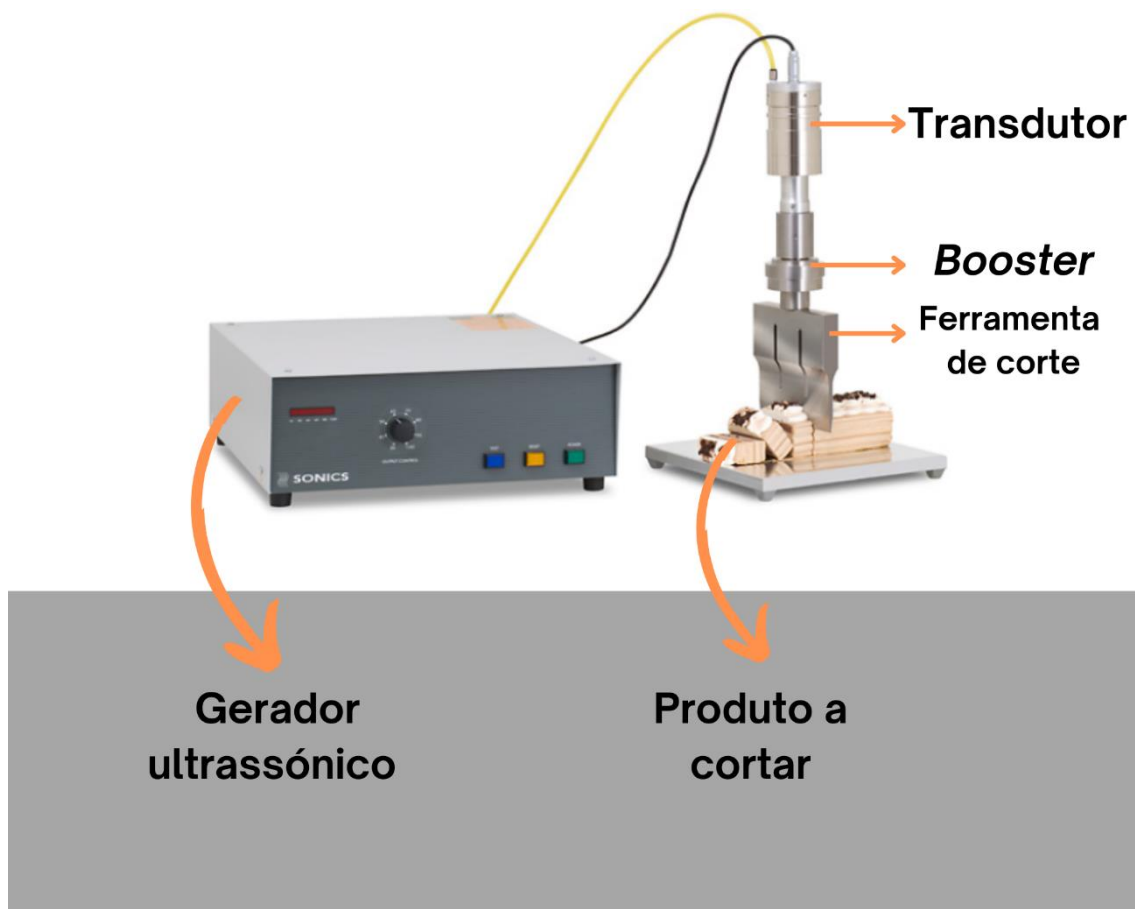 Transdutor
Booster
Ferramenta
de corte
SONICS
Gerador
ultrassónico
Produto a
cortar